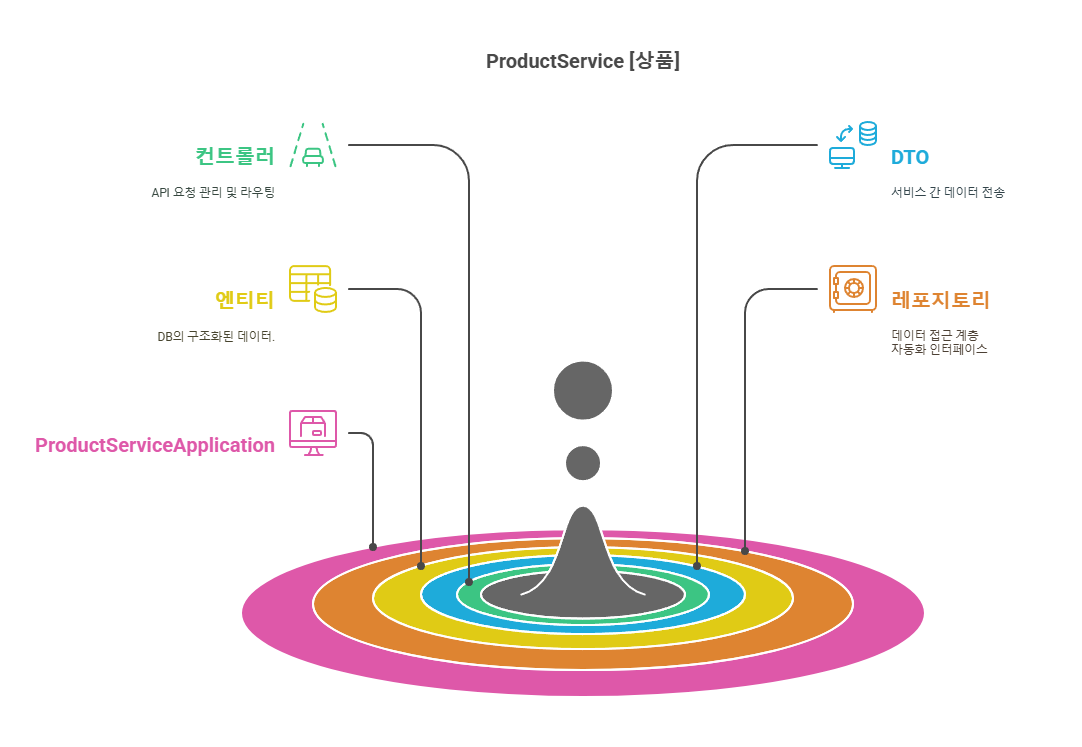 ProductService [상품]
컨트롤러
API 요청 관리 및 라우팅
DTO
서비스 간 데이터 전송
엔티티
DB의 구조화된 데이터.
레포지토리
데이터 접근 계층
자동화 인터페이스
ProductServiceApplication